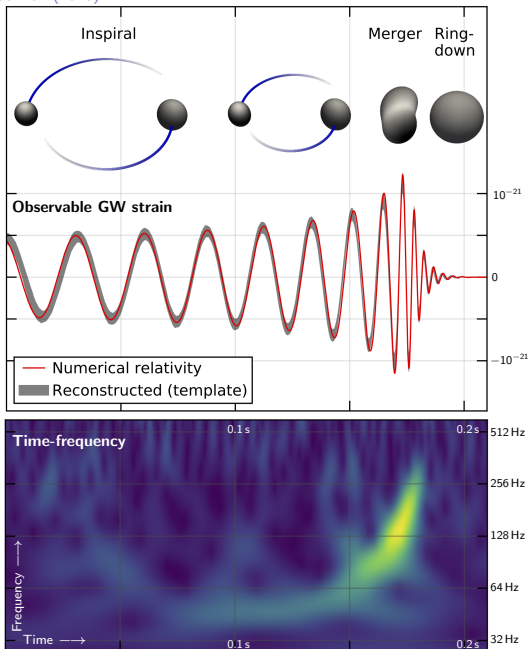 Inspiral
Merger
Ring-
down
Observable GW strain
10⁻²¹
0
−10⁻²¹
Numerical relativity
Reconstructed (template)
Time-frequency
0.1 s
0.2 s
512 Hz
256 Hz
128 Hz
64 Hz
32 Hz
Frequency ⟶
Time ⟶
0.1 s
0.2 s